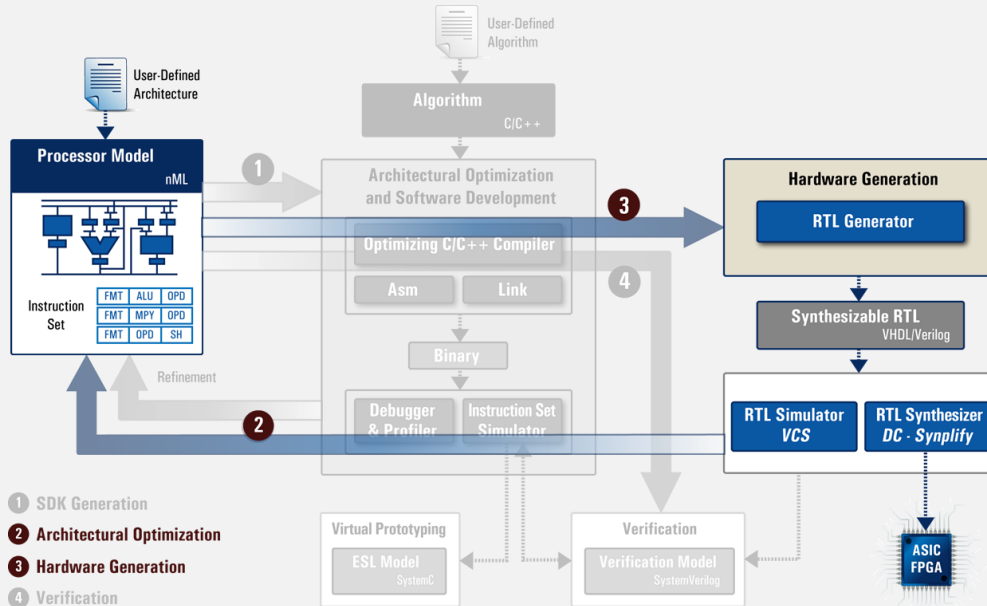 User-Defined
Algorithm
User-Defined
Architecture
Algorithm
C/C++
Processor Model
nML
1
Architectural Optimization
and Software Development
Hardware Generation
3
RTL Generator
Optimizing C/C++ Compiler
4
Asm
Link
FMT ALU OPD
Instruction
Set
FMT MPY OPD
FMT OPD SH
Synthesizable RTL
VHDL/Verilog
Binary
Refinement
2
Debugger
& Profiler
Instruction Set
Simulator
RTL Simulator
VCS
RTL Synthesizer
DC - Synplify
1 SDK Generation
2 Architectural Optimization
3 Hardware Generation
4 Verification
Virtual Prototyping
ESL Model
SystemC
Verification
Verification Model
SystemVerilog
ASIC
FPGA